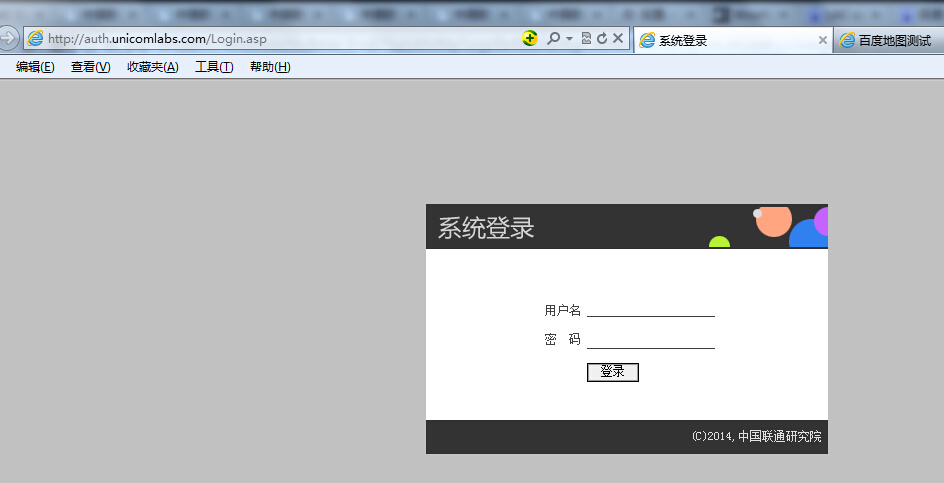 http://auth.unicomlabs.com/Login.asp
系统登录
百度地图测试
编辑(E) 查看(V) 收藏夹(A) 工具(T) 帮助(H)
系统登录
用户名
密 码
登录
(C)2014, 中国联通研究院